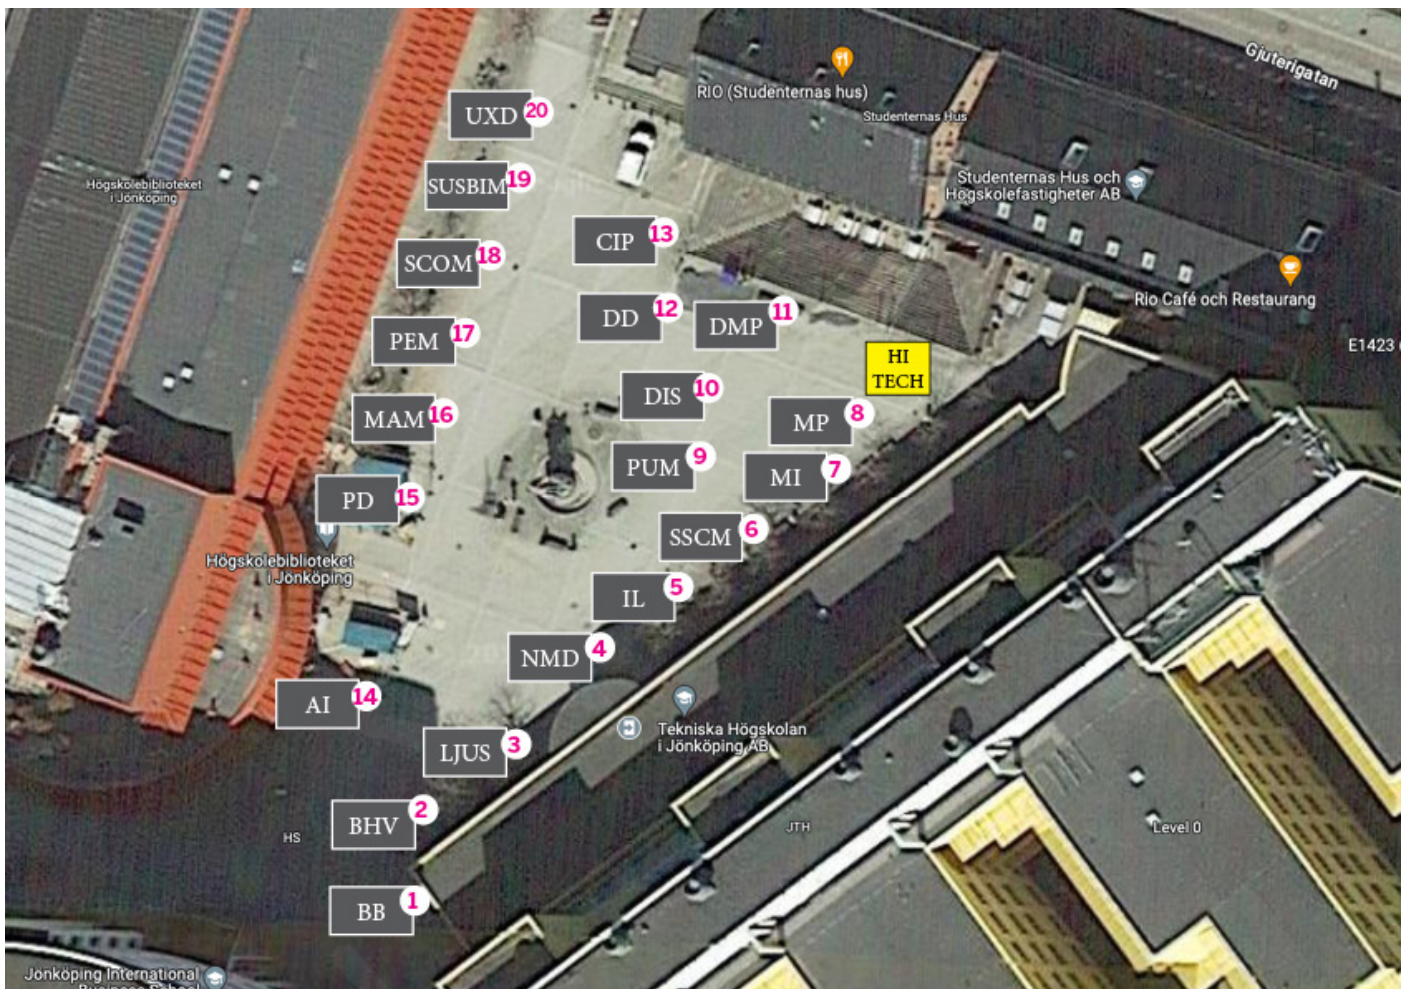 Gjuterigatan
RIO (Studenternas hus)
Studenternas Hus
UXD 20
Högskolebiblioteket
i Jönköping
SUSBIM 19
Studenternas Hus och
Högskolefastigheter AB
CIP 13
SCOM 18
Rio Café och Restaurang
DD 12
DMP 11
PEM 17
E1423
HI
TECH
DIS 10
MAM 16
MP 8
PUM 9
MI 7
PD 15
SSCM 6
Högskolebiblioteket
i Jönköping
IL 5
NMD 4
AI 14
Tekniska Högskolan
i Jönköping AB
LJUS 3
BHV 2
HS
JTH
Level 0
BB 1
Jönköping International
Business School